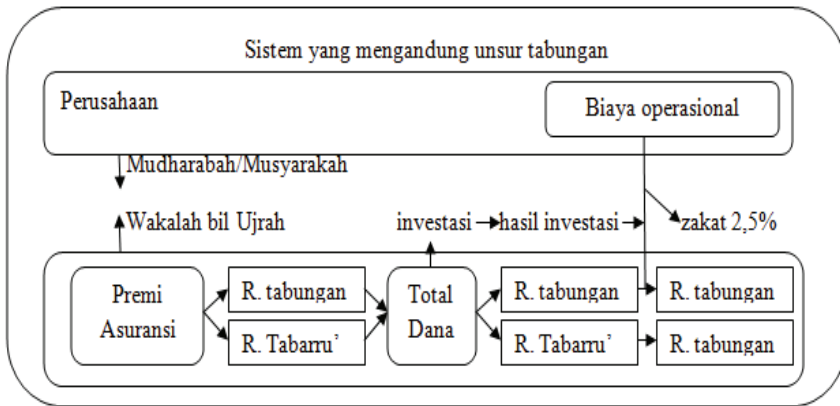 Sistem yang mengandung unsur tabungan
Perusahaan
Biaya operasional
Mudharabah/Musyarakah
Wakalah bil Ujrah
investasi
hasil investasi
zakat 2,5%
Premi
Asuransi
R. tabungan
R. Tabarru’
Total
Dana
R. tabungan
R. Tabarru’
R. tabungan
R. tabungan